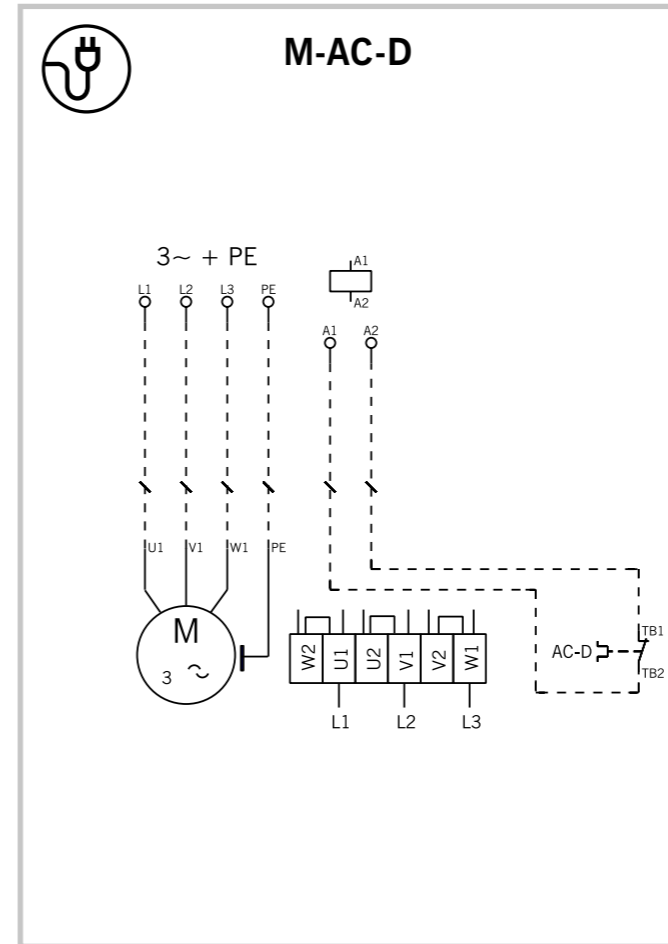 M-AC-D
3~ + PE
L1 L2 L3 PE
A1
A2
A1 A2
U1 V1 W1 PE
M
3 ~
W2 U1 U2 V1 V2 W1
L1 L2 L3
AC-D
TB1
TB2